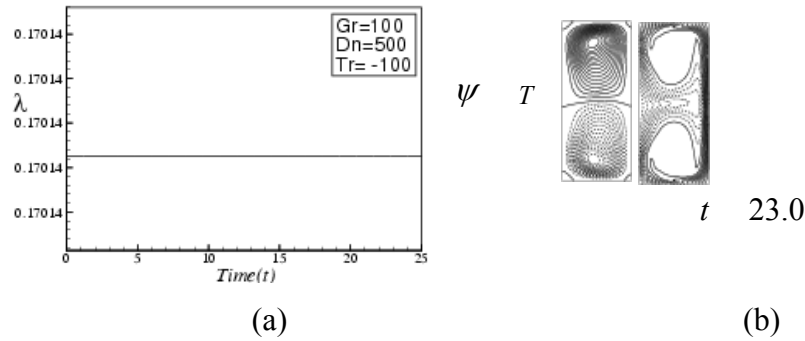 0.17014
Gr=100
Dn=500
Tr= -100
0.17014
λ
0.17014
0.17014
0.17014
0 5 10 15 20 25
Time(t)
(a)
ψ T
t 23.0
(b)